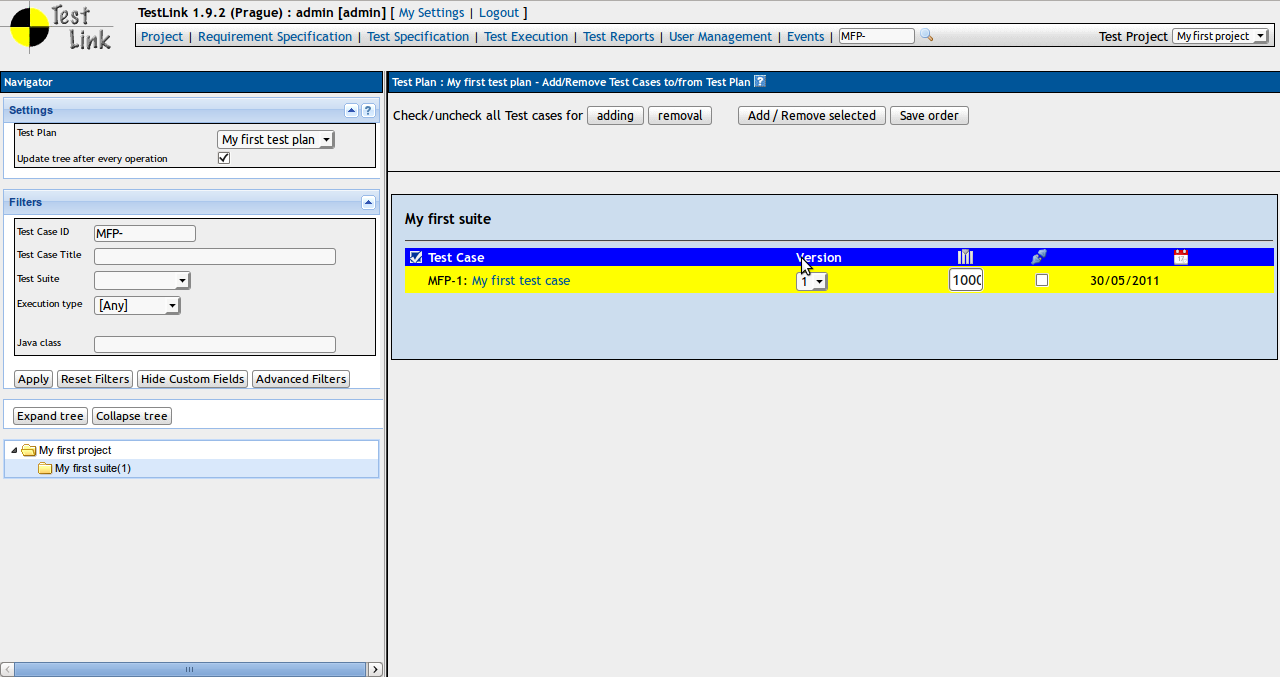 Test Link
TestLink 1.9.2 (Prague) : admin [admin] [ My Settings | Logout ]
Project | Requirement Specification | Test Specification | Test Execution | Test Reports | User Management | Events | MFP- Test Project My first project
Navigator
Settings ?
Test Plan My first test plan
Update tree after every operation
Filters
Test Case ID MFP-
Test Case Title
Test Suite
Execution type [Any]
Java class
Apply Reset Filters Hide Custom Fields Advanced Filters
Expand tree Collapse tree
My first project
My first suite(1)
Test Plan : My first test plan - Add/Remove Test Cases to/from Test Plan ?
Check/uncheck all Test cases for adding removal Add / Remove selected Save order
My first suite
Test Case Version
MFP-1: My first test case 1 1000 30/05/2011